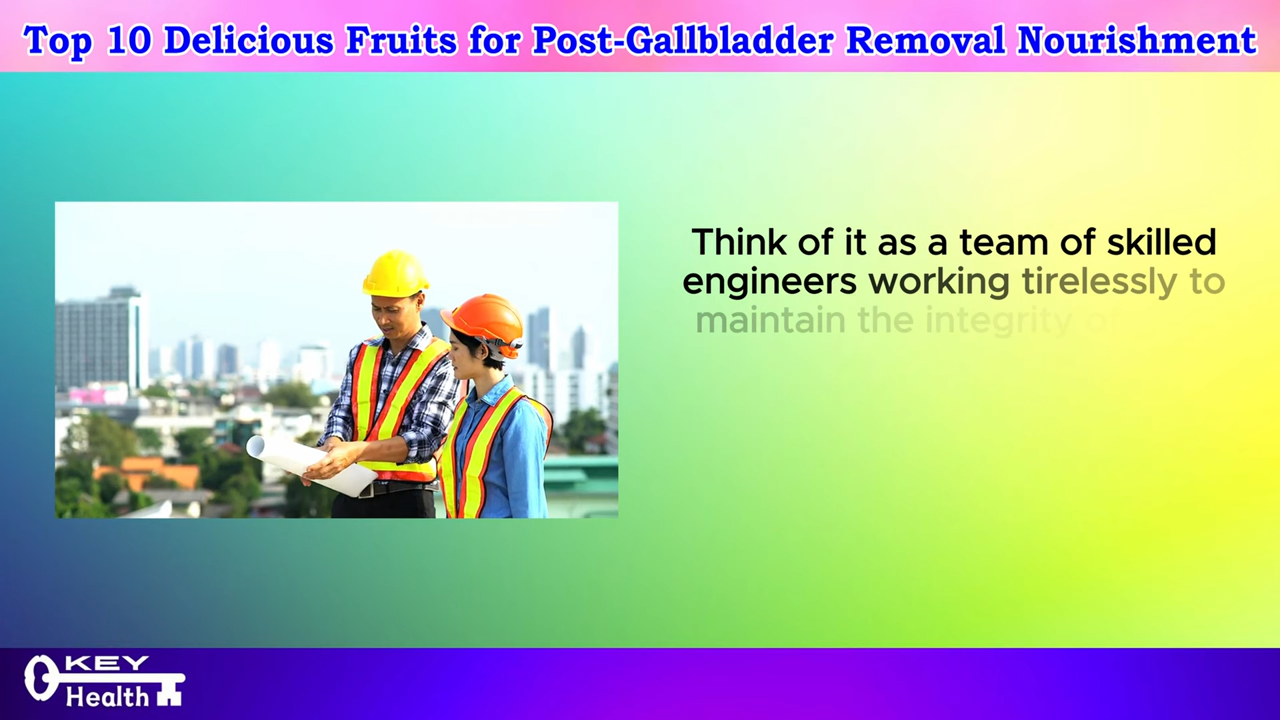 Top 10 Delicious Fruits for Post-Gallbladder Removal Nourishment
Think of it as a team of skilled
engineers working tirelessly to
maintain the integrity of
KEY
Health